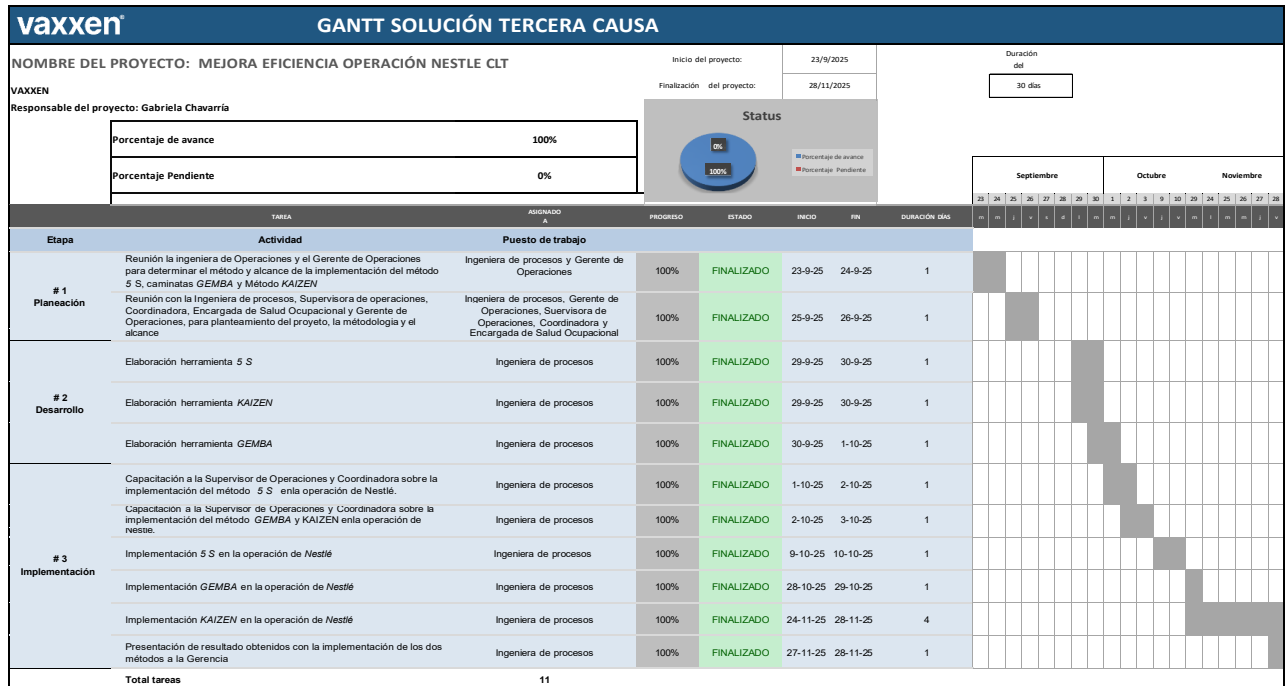 vaxxen
GANTT SOLUCIÓN TERCERA CAUSA
NOMBRE DEL PROYECTO: MEJORA EFICIENCIA OPERACIÓN NESTLE CLT
Inicio del proyecto: 23/9/2025
Duración
del
VAXXEN
Finalización del proyecto: 28/11/2025
30 días
Responsable del proyecto: Gabriela Chavarría
Status
Porcentaje de avance 100%
0%
100%
Porcentaje de avance
Porcentaje Pendiente
Porcentaje Pendiente 0%
Septiembre Octubre Noviembre
23 24 25 26 27 28 29 30 1 2 3 9 10 29 24 25 26 27 28
TAREA ASIGNADO
A PROGRESO ESTADO INICIO FIN DURACIÓN DÍAS m m j v s d l m m j v j v m l m m j v
Etapa Actividad Puesto de trabajo
# 1
Planeación
Reunión la ingeniera de Operaciones y el Gerente de Operaciones
para determinar el método y alcance de la implementación del método
5 S, caminatas GEMBA y Método KAIZEN
Ingeniera de procesos y Gerente de
Operaciones
100% FINALIZADO 23-9-25 24-9-25 1
Reunión con la Ingeniera de procesos, Supervisora de operaciones,
Coordinadora, Encargada de Salud Ocupacional y Gerente de
Operaciones, para planteamiento del proyeto, la métodologia y el
alcance
Ingeniera de procesos, Gerente de
Operaciones, Suervisora de
Operaciones, Coordinadora y
Encargada de Salud Ocupacional
100% FINALIZADO 25-9-25 26-9-25 1
# 2
Desarrollo
Elaboración herramienta 5 S Ingeniera de procesos 100% FINALIZADO 29-9-25 30-9-25 1
Elaboración herramienta KAIZEN Ingeniera de procesos 100% FINALIZADO 29-9-25 30-9-25 1
Elaboración herramienta GEMBA Ingeniera de procesos 100% FINALIZADO 30-9-25 1-10-25 1
# 3
Implementación
Capacitación a la Supervisor de Operaciones y Coordinadora sobre la
implementación del método 5 S enla operación de Nestlé.
Ingeniera de procesos 100% FINALIZADO 1-10-25 2-10-25 1
Capacitación a la Supervisor de Operaciones y Coordinadora sobre la
implementación del método GEMBA y KAIZEN enla operación de
Nestlé.
Ingeniera de procesos 100% FINALIZADO 2-10-25 3-10-25 1
Implementación 5 S en la operación de Nestlé Ingeniera de procesos 100% FINALIZADO 9-10-25 10-10-25 1
Implementación GEMBA en la operación de Nestlé Ingeniera de procesos 100% FINALIZADO 28-10-25 29-10-25 1
Implementación KAIZEN en la operación de Nestlé Ingeniera de procesos 100% FINALIZADO 24-11-25 28-11-25 4
Presentación de resultado obtenidos con la implementación de los dos
métodos a la Gerencia
Ingeniera de procesos 100% FINALIZADO 27-11-25 28-11-25 1
Total tareas 11